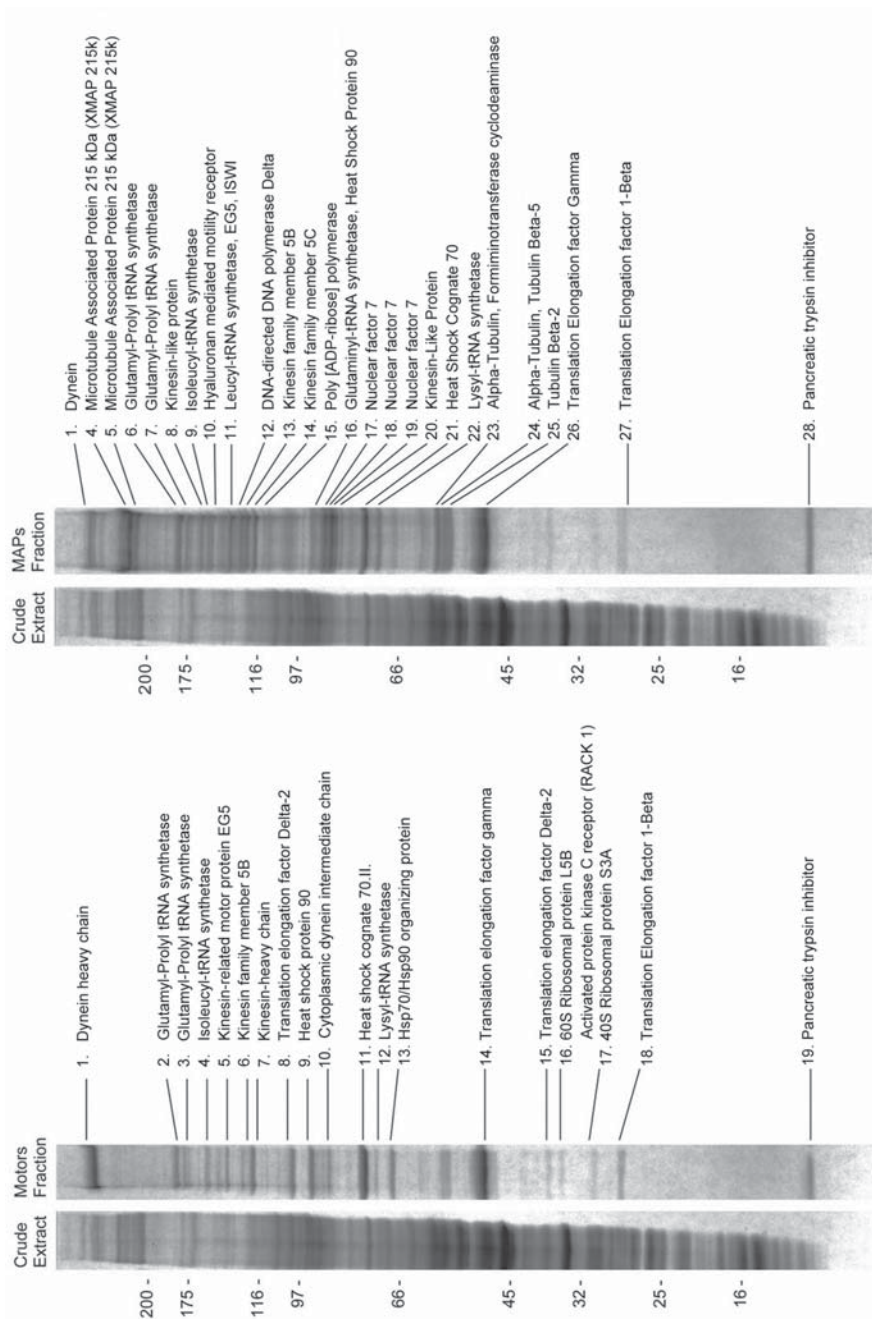 Crude
Extract
Motors
Fraction
200 -
175 -
116 -
97 -
66 -
45 -
32 -
25 -
16 -
1. Dynein heavy chain
2. Glutamyl-Prolyl tRNA synthetase
3. Glutamyl-Prolyl tRNA synthetase
4. Isoleucyl-tRNA synthetase
5. Kinesin-related motor protein EG5
6. Kinesin family member 5B
7. Kinesin-heavy chain
8. Translation elongation factor Delta-2
9. Heat shock protein 90
10. Cytoplasmic dynein intermediate chain
11. Heat shock cognate 70.II.
12. Lysyl-tRNA synthetase
13. Hsp70/Hsp90 organizing protein
14. Translation elongation factor gamma
15. Translation elongation factor Delta-2
16. 60S Ribosomal protein L5B
Activated protein kinase C receptor (RACK 1)
17. 40S Ribosomal protein S3A
18. Translation Elongation factor 1-Beta
19. Pancreatic trypsin inhibitor
Crude
Extract
MAPs
Fraction
200 -
175 -
116 -
97 -
66 -
45 -
32 -
25 -
16 -
1. Dynein
4. Microtubule Associated Protein 215 kDa (XMAP 215k)
5. Microtubule Associated Protein 215 kDa (XMAP 215k)
6. Glutamyl-Prolyl tRNA synthetase
7. Glutamyl-Prolyl tRNA synthetase
8. Kinesin-like protein
9. Isoleucyl-tRNA synthetase
10. Hyaluronan mediated motility receptor
11. Leucyl-tRNA synthetase, EG5, ISWI
12. DNA-directed DNA polymerase Delta
13. Kinesin family member 5B
14. Kinesin family member 5C
15. Poly [ADP-ribose] polymerase
16. Glutaminyl-tRNA synthetase, Heat Shock Protein 90
17. Nuclear factor 7
18. Nuclear factor 7
19. Nuclear factor 7
20. Kinesin-Like Protein
21. Heat Shock Cognate 70
22. Lysyl-tRNA synthetase
23. Alpha-Tubulin, Formiminotransferase cyclodeaminase
24. Alpha-Tubulin, Tubulin Beta-5
25. Tubulin Beta-2
26. Translation Elongation factor Gamma
27. Translation Elongation factor 1-Beta
28. Pancreatic trypsin inhibitor